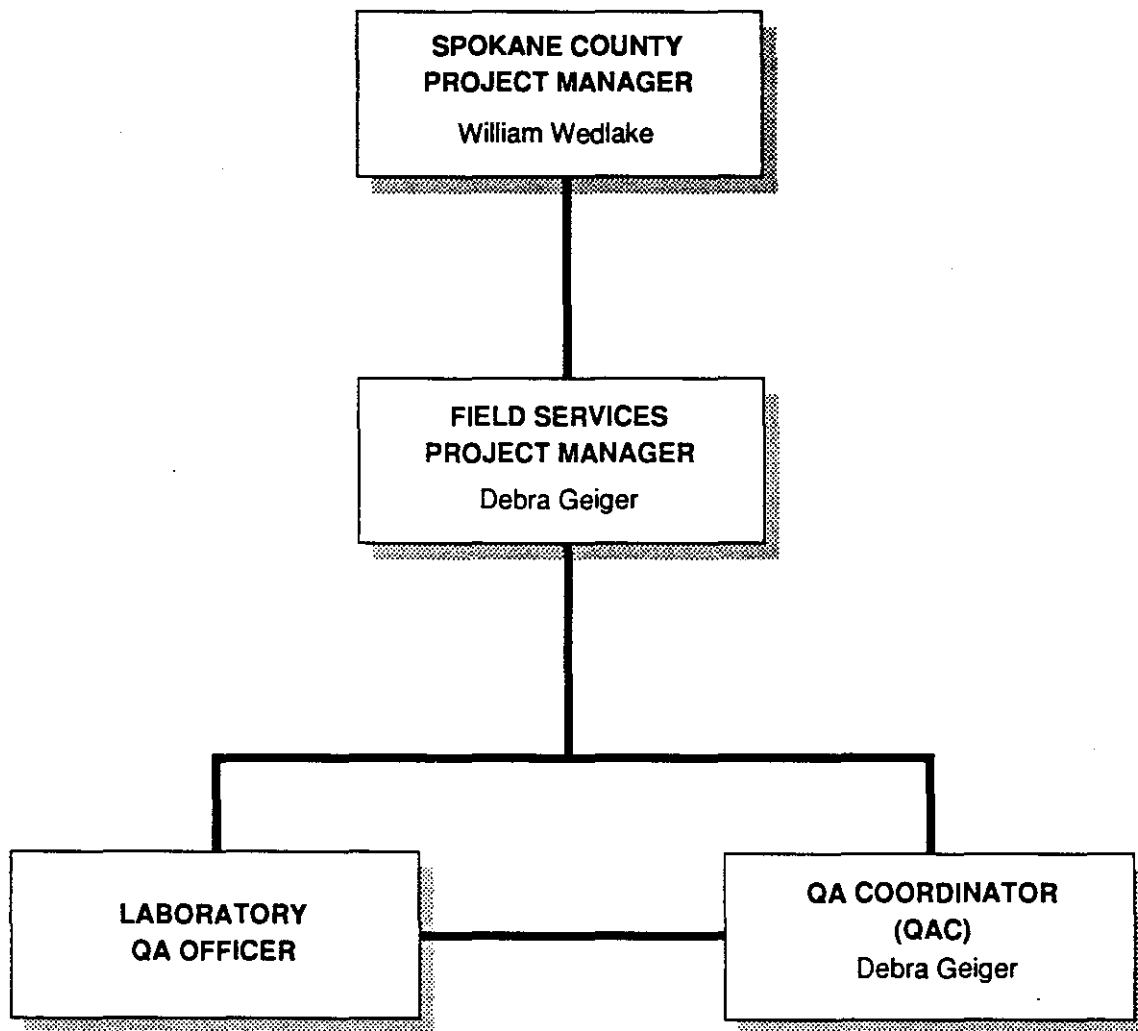 SPOKANE COUNTY
PROJECT MANAGER
William Wedlake
FIELD SERVICES
PROJECT MANAGER
Debra Geiger
LABORATORY
QA OFFICER
QA COORDINATOR
(QAC)
Debra Geiger